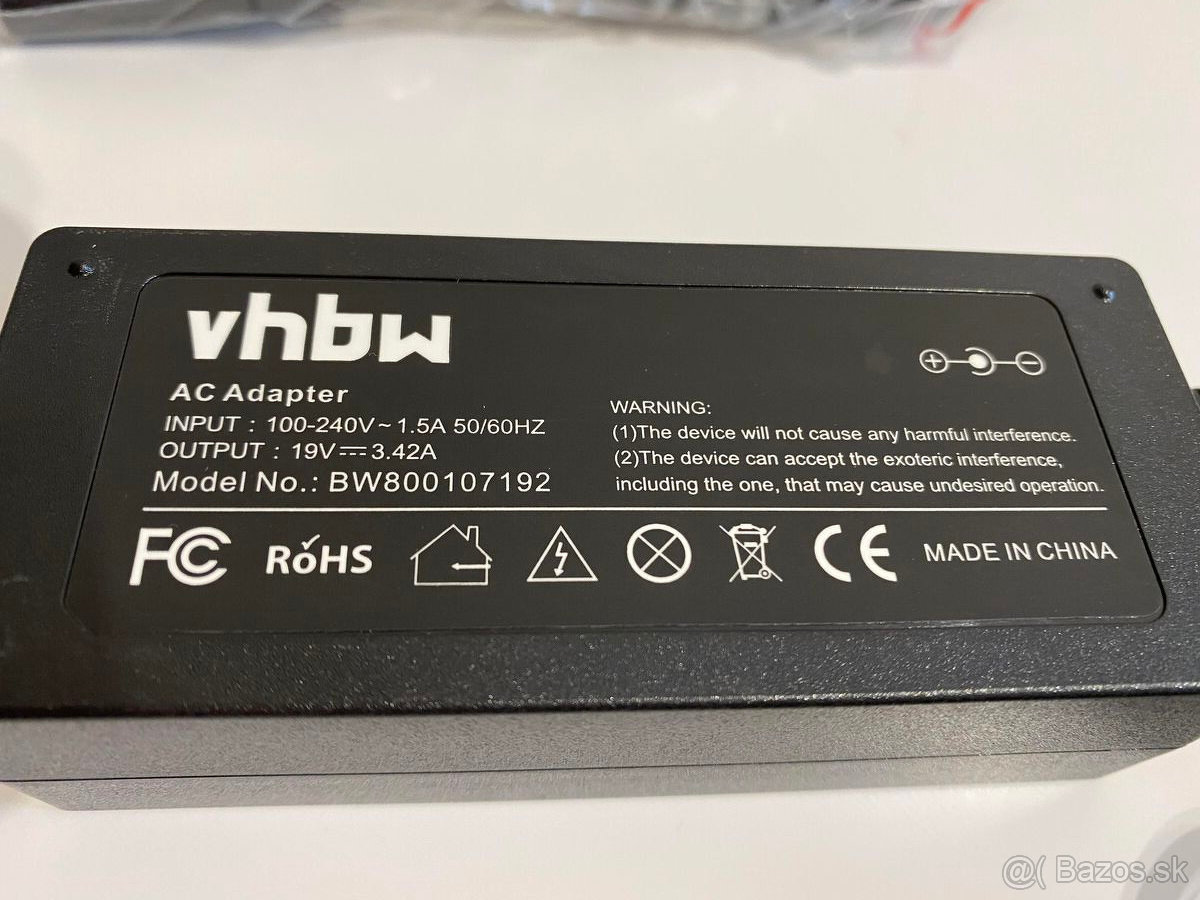 vhbw
AC Adapter
INPUT : 100-240V~1.5A 50/60HZ
OUTPUT : 19V⎓3.42A
Model No.: BW800107192
WARNING:
(1)The device will not cause any harmful interference.
(2)The device can accept the exoteric interference,
including the one, that may cause undesired operation.
FC RoHS CE MADE IN CHINA
@( Bazos.sk